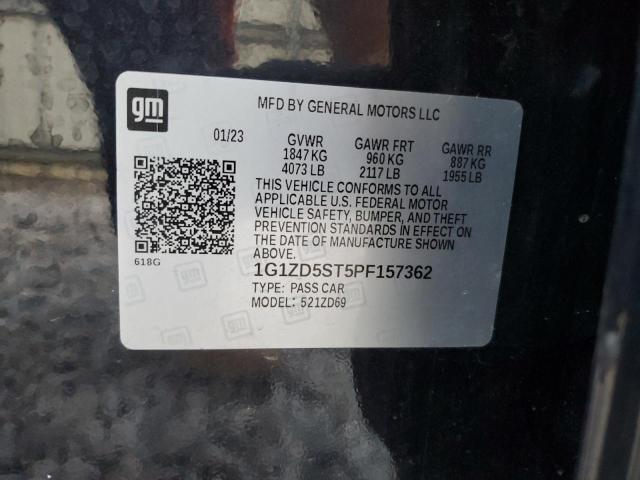 gm
MFD BY GENERAL MOTORS LLC
01/23 GVWR GAWR FRT GAWR RR
1847 KG 960 KG 887 KG
4073 LB 2117 LB 1955 LB
THIS VEHICLE CONFORMS TO ALL
APPLICABLE U.S. FEDERAL MOTOR
VEHICLE SAFETY, BUMPER, AND THEFT
PREVENTION STANDARDS IN EFFECT ON
THE DATE OF MANUFACTURE SHOWN
ABOVE.
618G
1G1ZD5ST5PF157362
TYPE: PASS CAR
MODEL: 521ZD69